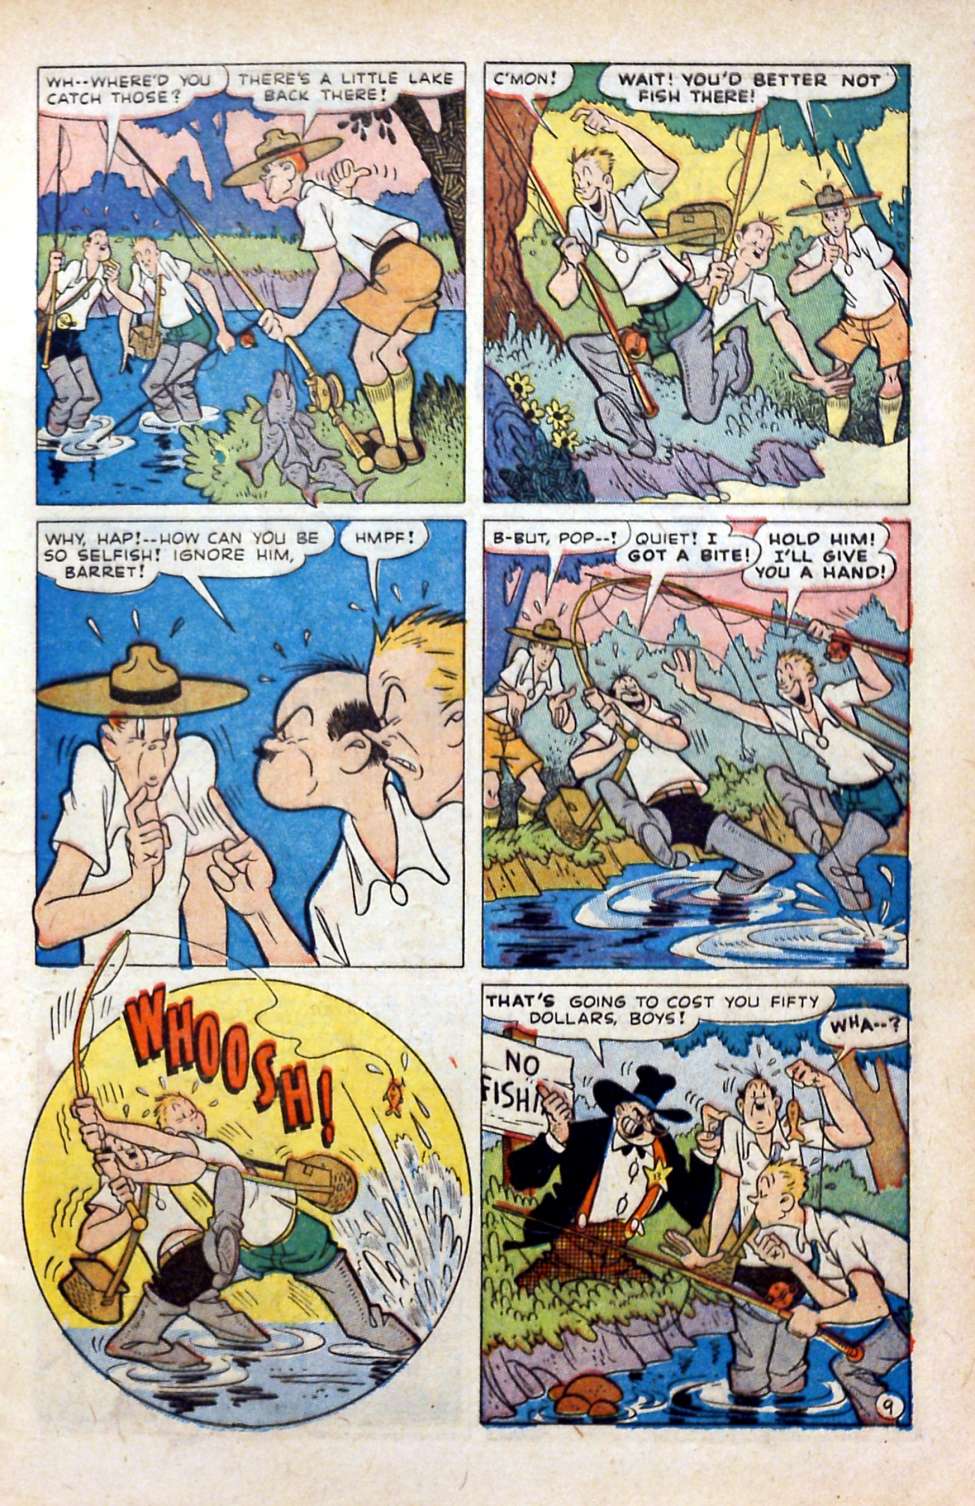 WH--WHERE'D YOU
CATCH THOSE?
THERE'S A LITTLE LAKE
BACK THERE!
C'MON!
WAIT! YOU'D BETTER NOT
FISH THERE!
WHY, HAP!--HOW CAN YOU BE
SO SELFISH! IGNORE HIM,
BARRET!
HMPF!
B-BUT, POP--!
QUIET! I
GOT A BITE!
HOLD HIM!
I'LL GIVE
YOU A HAND!
WHOOSH!
THAT'S GOING TO COST YOU FIFTY
DOLLARS, BOYS!
WHA--?
NO
FISHI
9